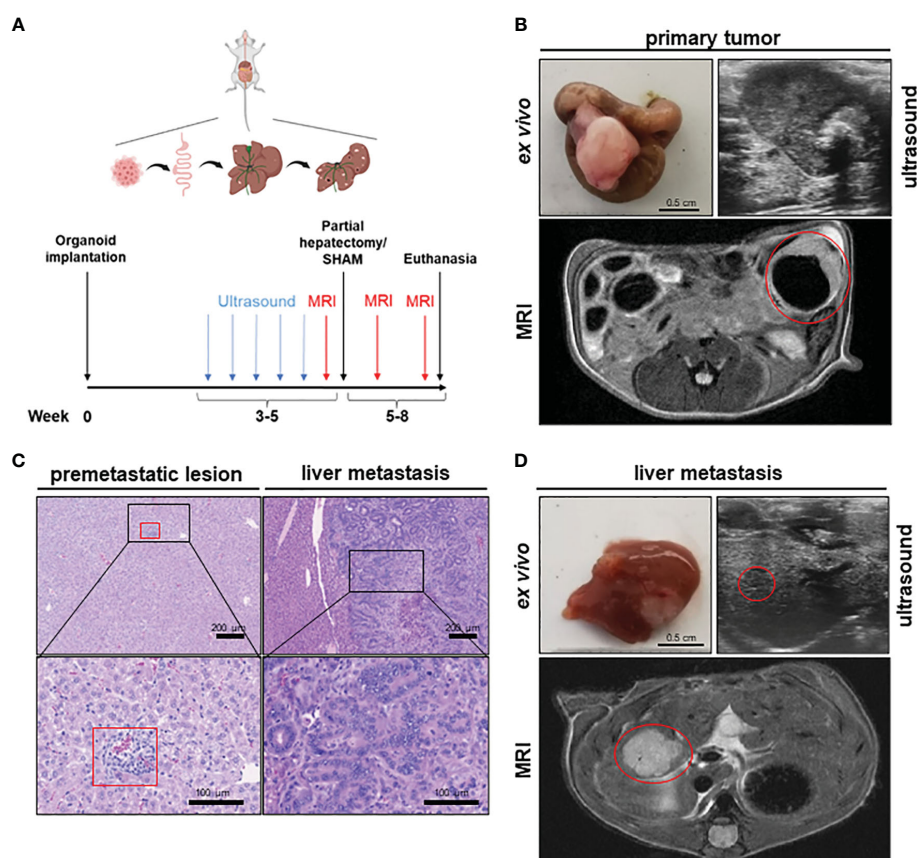 A
Organoid
implantation
Ultrasound
MRI
Partial
hepatectomy/
SHAM
MRI
MRI
Euthanasia
Week 0
3-5
5-8
B
primary tumor
ex vivo
0.5 cm
ultrasound
MRI
C
premetastatic lesion
liver metastasis
200 µm
200 µm
100 µm
100 µm
D
liver metastasis
ex vivo
0.5 cm
ultrasound
MRI